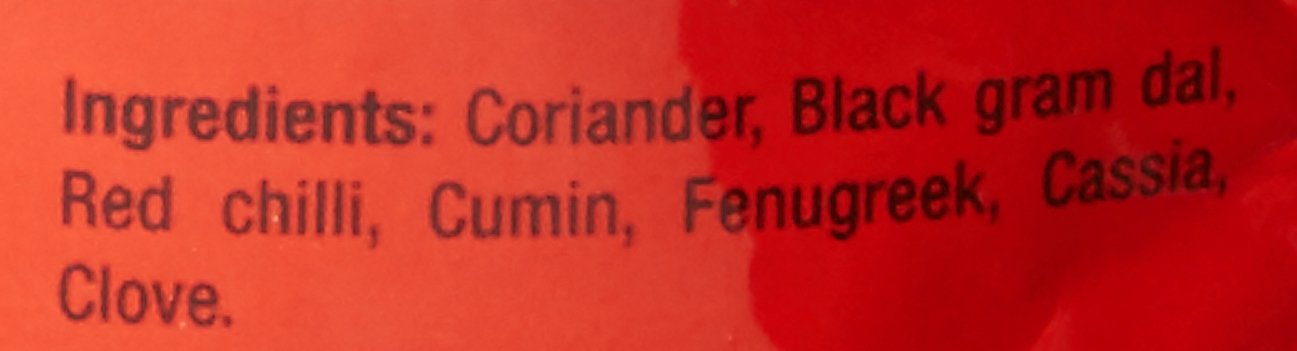 Ingredients: Coriander, Black gram dal,
Red chilli, Cumin, Fenugreek, Cassia,
Clove.